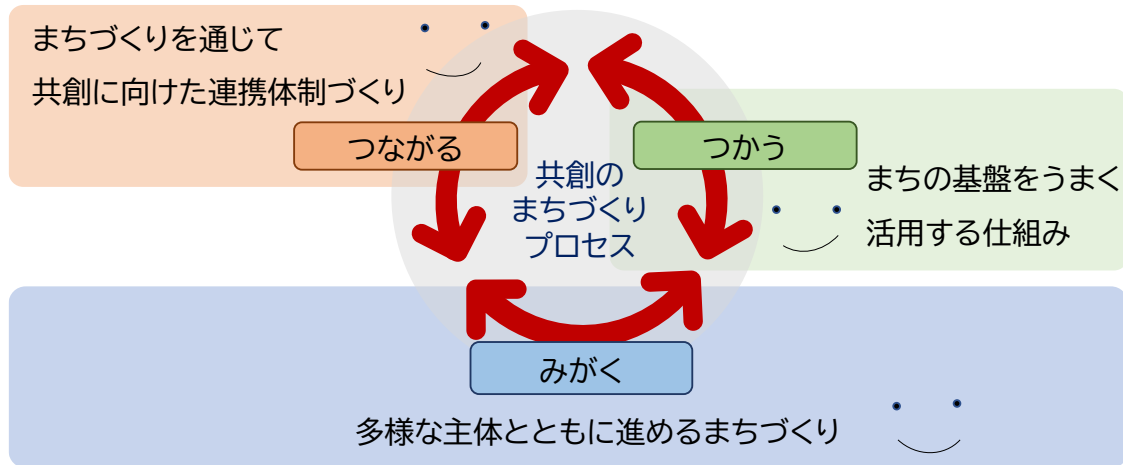 まちづくりを通じて
共創に向けた連携体制づくり
つながる
つかう
まちの基盤をうまく
活用する仕組み
共創の
まちづくり
プロセス
みがく
多様な主体とともに進めるまちづくり